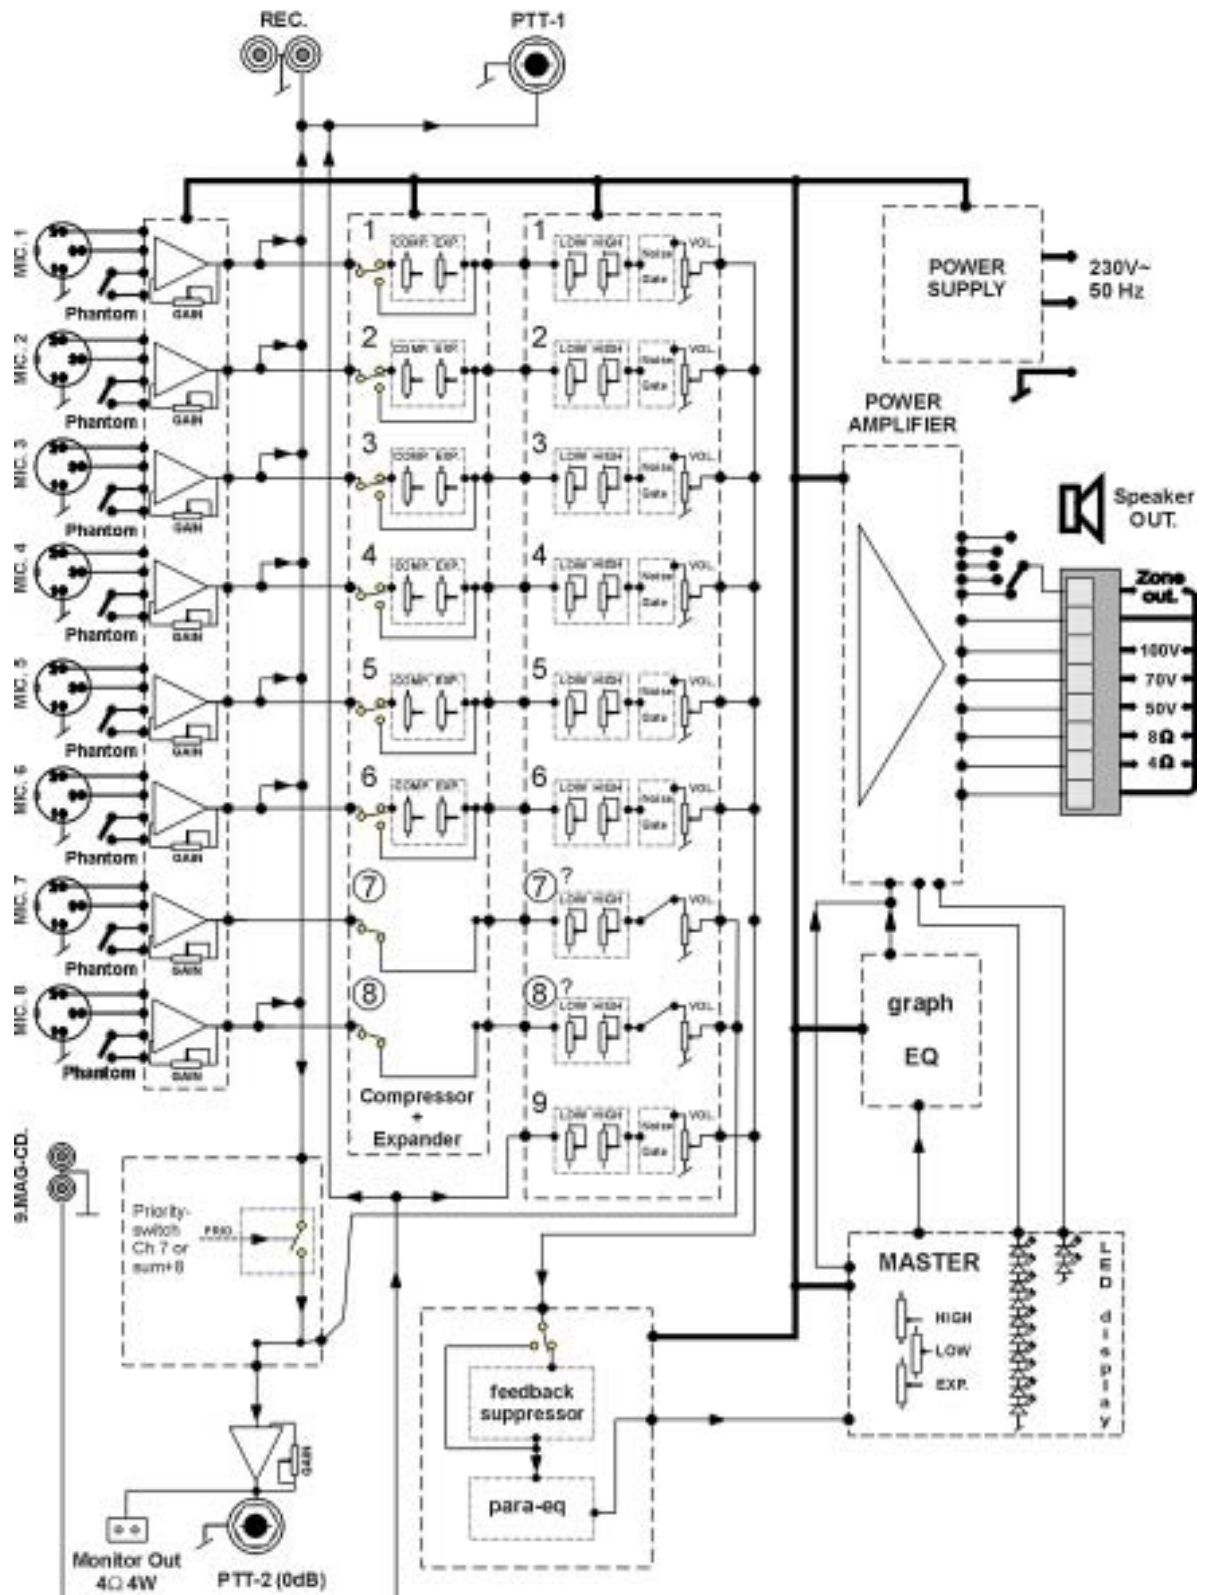 REC.
PTT-1
MIC. 1
Phantom
GAIN
1
COMP. EXP.
1
LOW HIGH
Noise
Gate
VOL.
POWER
SUPPLY
230V~
50 Hz
MIC. 2
Phantom
GAIN
2
COMP. EXP.
2
LOW HIGH
Noise
Gate
VOL.
POWER
AMPLIFIER
MIC. 3
Phantom
GAIN
3
COMP. EXP.
3
LOW HIGH
Noise
Gate
VOL.
Speaker
OUT.
MIC. 4
Phantom
GAIN
4
COMP. EXP.
4
LOW HIGH
Noise
Gate
VOL.
Zone
out.
100V
70V
50V
8Ω
4Ω
MIC. 5
Phantom
GAIN
5
COMP. EXP.
5
LOW HIGH
Noise
Gate
VOL.
MIC. 6
Phantom
GAIN
6
COMP. EXP.
6
LOW HIGH
Noise
Gate
VOL.
MIC. 7
Phantom
GAIN
7
7 ?
LOW HIGH
VOL.
MIC. 8
Phantom
GAIN
8
8 ?
LOW HIGH
VOL.
graph
EQ
Compressor
+
Expander
9
LOW HIGH
Noise
Gate
VOL.
9.MAG-CD.
Priority-
switch
Ch 7 or
sum+8
PRIO
MASTER
HIGH
LOW
EXP.
LED display
feedback
suppressor
para-eq
GAIN
Monitor Out
4Ω 4W
PTT-2 (0dB)